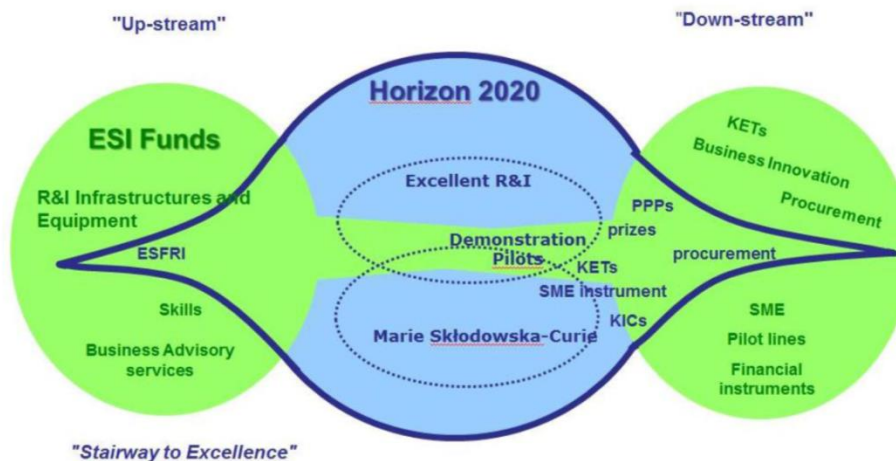 "Up-stream"
"Down-stream"
Horizon 2020
ESI Funds
R&I Infrastructures and
Equipment
ESFRI
Skills
Business Advisory
services
"Stairway to Excellence"
Excellent R&I
Demonstration
Pilots
Marie Skłodowska-Curie
PPPs
prizes
KETs
SME instrument
KICs
procurement
KETs
Business Innovation
Procurement
SME
Pilot lines
Financial
instruments